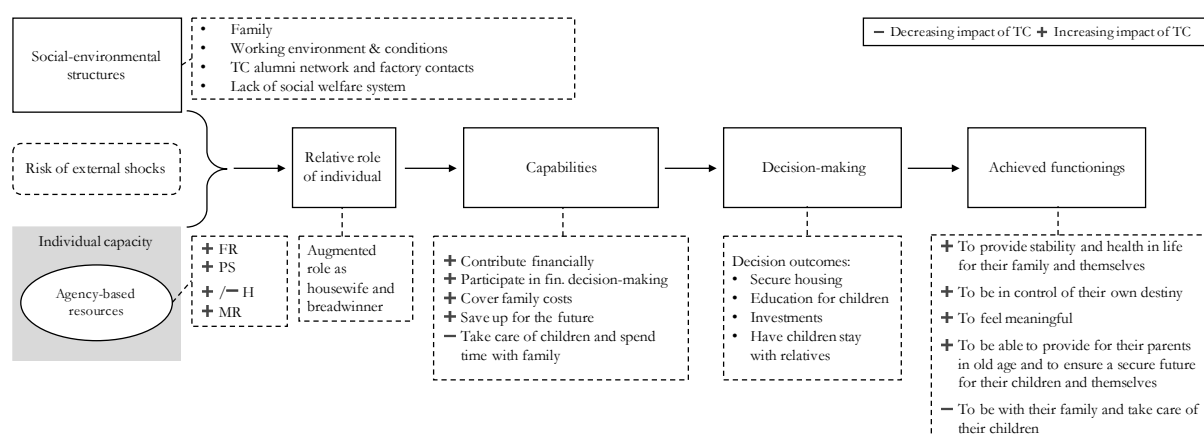 Social-environmental
structures
• Family
• Working environment & conditions
• TC alumni network and factory contacts
• Lack of social welfare system
− Decreasing impact of TC + Increasing impact of TC
Risk of external shocks
Relative role
of individual
Capabilities
Decision-making
Achieved functionings
Individual capacity
Agency-based
resources
+ FR
+ PS
+ /− H
+ MR
Augmented
role as
housewife and
breadwinner
+ Contribute financially
+ Participate in fin. decision-making
+ Cover family costs
+ Save up for the future
− Take care of children and spend
time with family
Decision outcomes:
• Secure housing
• Education for children
• Investments
• Have children stay
with relatives
+ To provide stability and health in life
for their family and themselves
+ To be in control of their own destiny
+ To feel meaningful
+ To be able to provide for their parents
in old age and to ensure a secure future
for their children and themselves
− To be with their family and take care of
their children